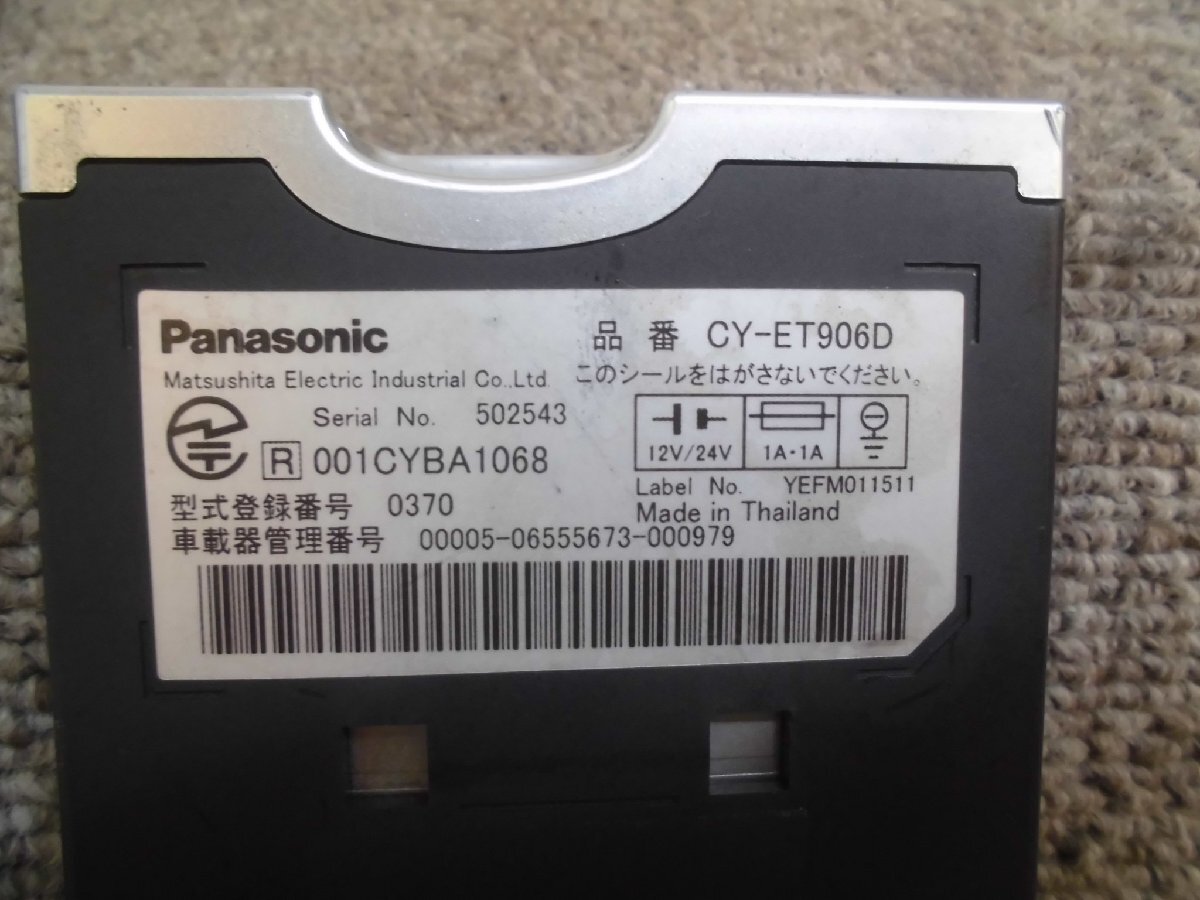 Panasonic
品番 CY-ET906D
Matsushita Electric Industrial Co.,Ltd.
このシールをはがさないでください。
Serial No. 502543
R 001CYBA1068
12V/24V 1A・1A
Label No. YEFM011511
型式登録番号 0370
Made in Thailand
車載器管理番号 00005-06555673-000979